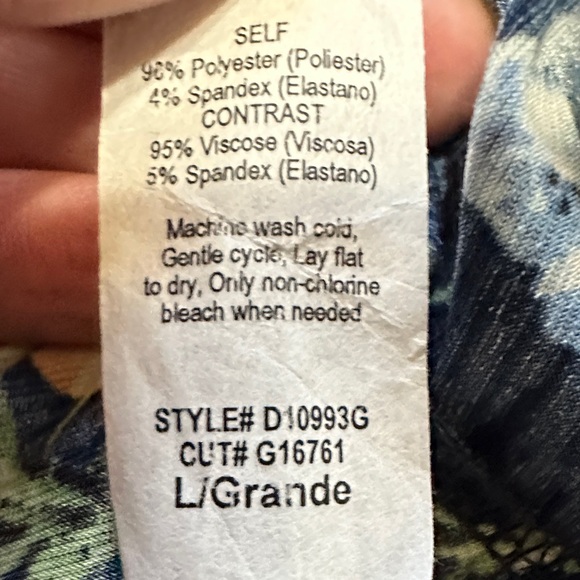 SELF
96% Polyester (Poliester)
4% Spandex (Elastano)
CONTRAST
95% Viscose (Viscosa)
5% Spandex (Elastano)
Machine wash cold,
Gentle cycle, Lay flat
to dry, Only non-chlorine
bleach when needed
STYLE# D10993G
CUT# G16761
L/Grande